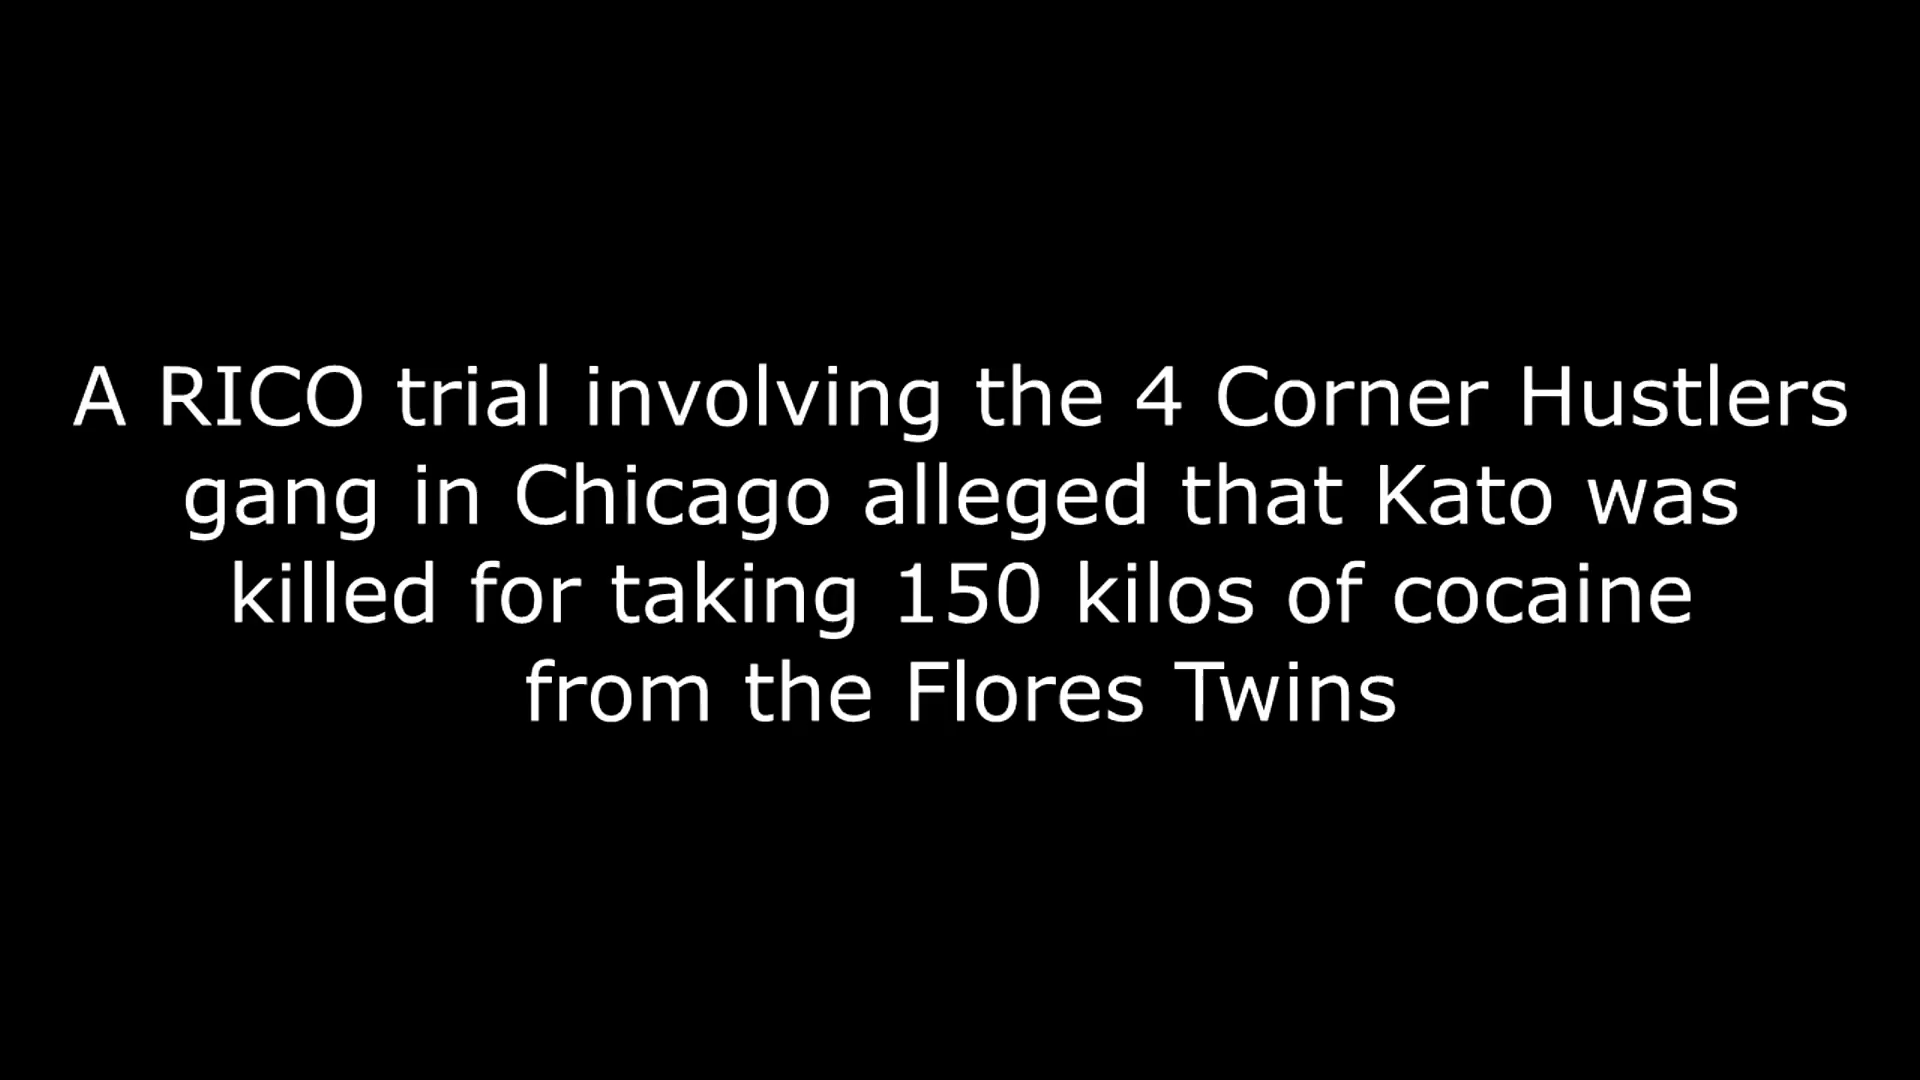 A RICO trial involving the 4 Corner Hustlers
gang in Chicago alleged that Kato was
killed for taking 150 kilos of cocaine
from the Flores Twins